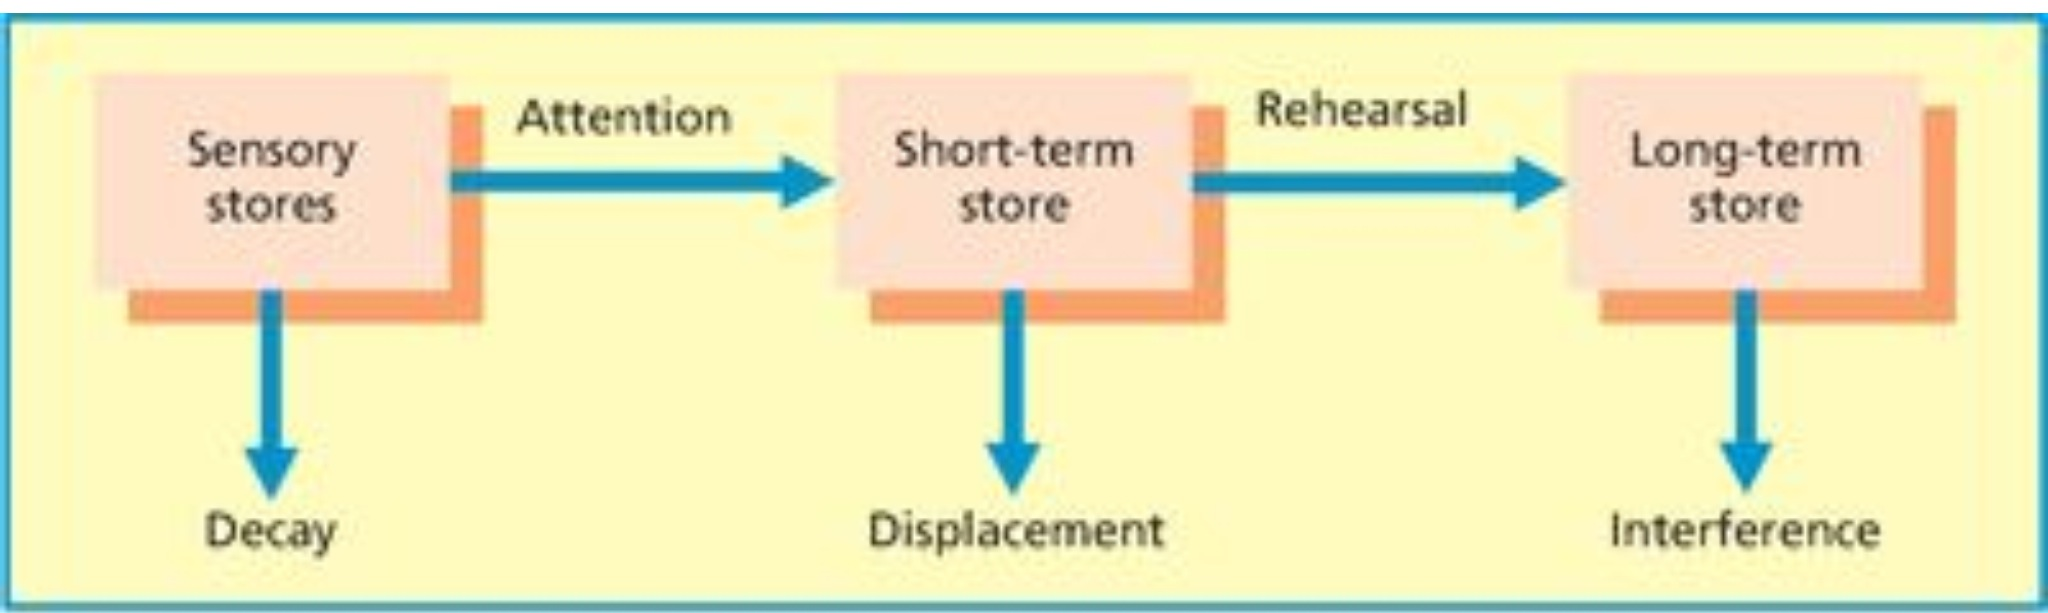 Sensory
stores
Attention
Short-term
store
Rehearsal
Long-term
store
Decay
Displacement
Interference